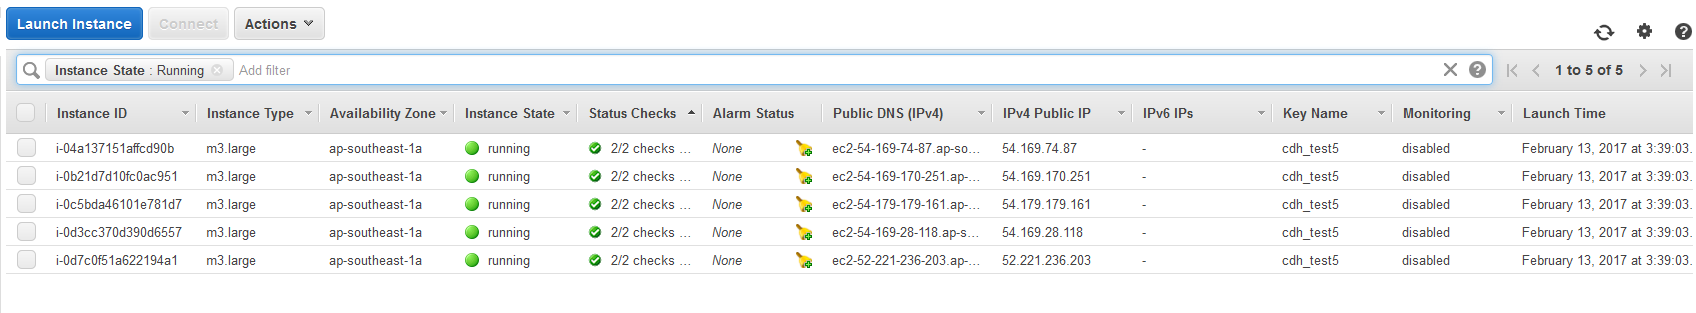 Launch Instance Connect Actions
Instance State : Running Add filter 1 to 5 of 5
Instance ID Instance Type Availability Zone Instance State Status Checks Alarm Status Public DNS (IPv4) IPv4 Public IP IPv6 IPs Key Name Monitoring Launch Time
i-04a137151affcd90b m3.large ap-southeast-1a running 2/2 checks ... None ec2-54-169-74-87.ap-so... 54.169.74.87 - cdh_test5 disabled February 13, 2017 at 3:39:03.
i-0b21d7d10fc0ac951 m3.large ap-southeast-1a running 2/2 checks ... None ec2-54-169-170-251.ap-... 54.169.170.251 - cdh_test5 disabled February 13, 2017 at 3:39:03.
i-0c5bda46101e781d7 m3.large ap-southeast-1a running 2/2 checks ... None ec2-54-179-179-161.ap-... 54.179.179.161 - cdh_test5 disabled February 13, 2017 at 3:39:03.
i-0d3cc370d390d6557 m3.large ap-southeast-1a running 2/2 checks ... None ec2-54-169-28-118.ap-s... 54.169.28.118 - cdh_test5 disabled February 13, 2017 at 3:39:03.
i-0d7c0f51a622194a1 m3.large ap-southeast-1a running 2/2 checks ... None ec2-52-221-236-203.ap-... 52.221.236.203 - cdh_test5 disabled February 13, 2017 at 3:39:03.